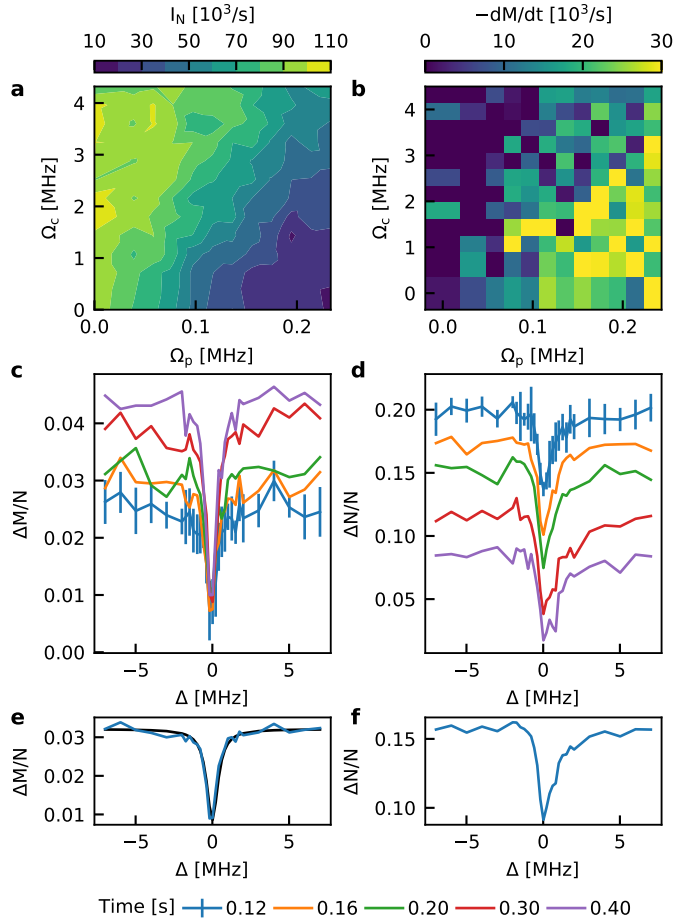 I_N [10^3/s]
−dM/dt [10^3/s]
10 30 50 70 90 110
0 10 20 30
a
b
4
3
2
1
0
Ω_c [MHz]
0.0 0.1 0.2
Ω_p [MHz]
4
3
2
1
0
Ω_c [MHz]
0.0 0.1 0.2
Ω_p [MHz]
c
d
0.04
0.03
0.02
0.01
0.00
ΔM/N
−5 0 5
Δ [MHz]
0.20
0.15
0.10
0.05
ΔN/N
−5 0 5
Δ [MHz]
e
f
0.03
0.02
0.01
ΔM/N
−5 0 5
Δ [MHz]
0.15
0.10
ΔN/N
−5 0 5
Δ [MHz]
Time [s] 0.12 0.16 0.20 0.30 0.40